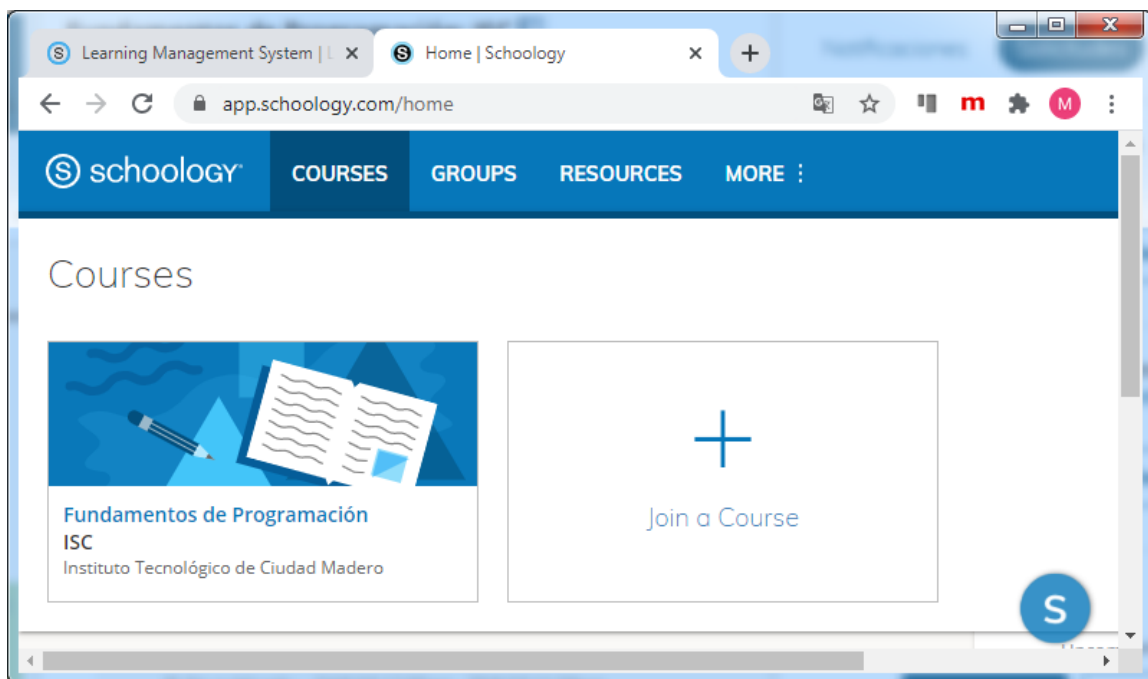 Learning Management System | L
Home | Schoology
app.schoology.com/home
m
M
S schoology
COURSES
GROUPS
RESOURCES
MORE
Courses
Fundamentos de Programación
ISC
Instituto Tecnológico de Ciudad Madero
Join a Course
S